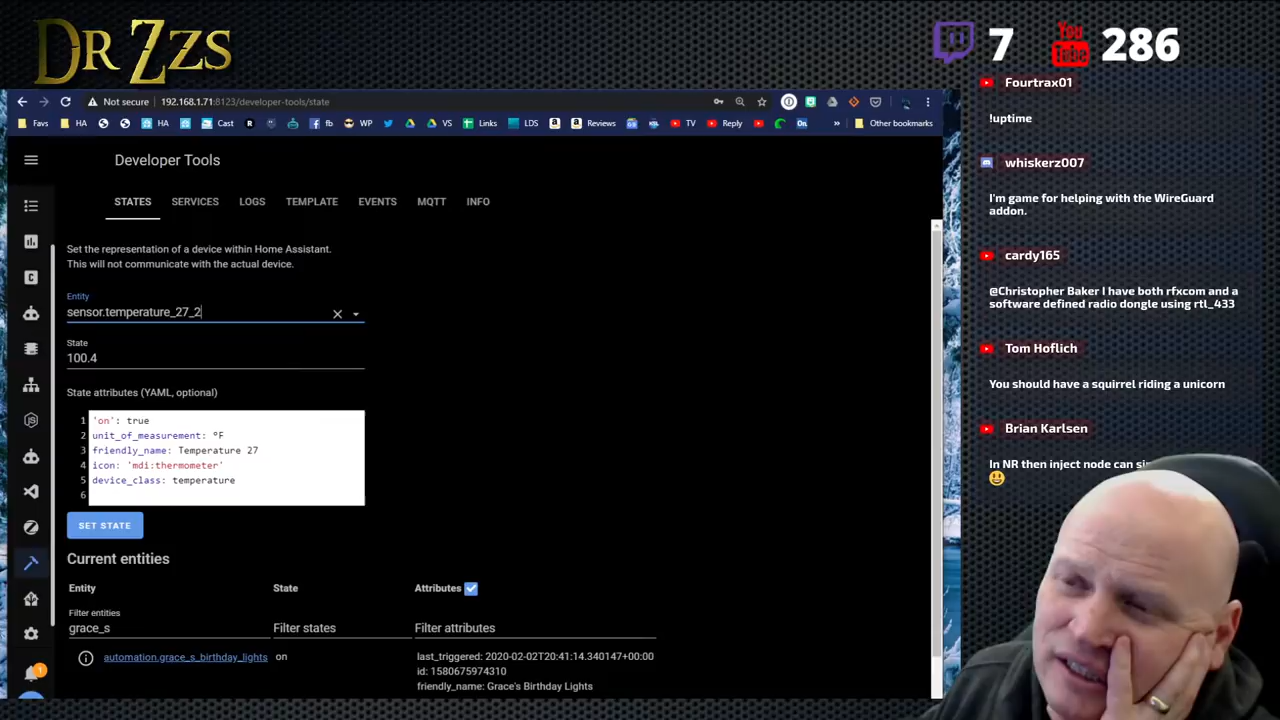 DR ZZS
7
You
Tube
286
Not secure
192.168.1.71:8123/developer-tools/state
Favs
HA
HA
Cast
R
fb
WP
VS
Links
LDS
Reviews
TV
Reply
On
»
Other bookmarks
Developer Tools
STATES
SERVICES
LOGS
TEMPLATE
EVENTS
MQTT
INFO
Set the representation of a device within Home Assistant.
This will not communicate with the actual device.
Entity
sensor.temperature_27_2
State
100.4
State attributes (YAML, optional)
1 'on': true
2 unit_of_measurement: °F
3 friendly_name: Temperature 27
4 icon: 'mdi:thermometer'
5 device_class: temperature
6
SET STATE
Current entities
Entity
State
Attributes
Filter entities
grace_s
Filter states
Filter attributes
automation.grace_s_birthday_lights
on
last_triggered: 2020-02-02T20:41:14.340147+00:00
id: 1580675974310
friendly_name: Grace's Birthday Lights
1
Fourtrax01
!uptime
whiskerz007
I'm game for helping with the WireGuard
addon.
cardy165
@Christopher Baker I have both rfxcom and a
software defined radio dongle using rtl_433
Tom Hoflich
You should have a squirrel riding a unicorn
Brian Karlsen
In NR then inject node can